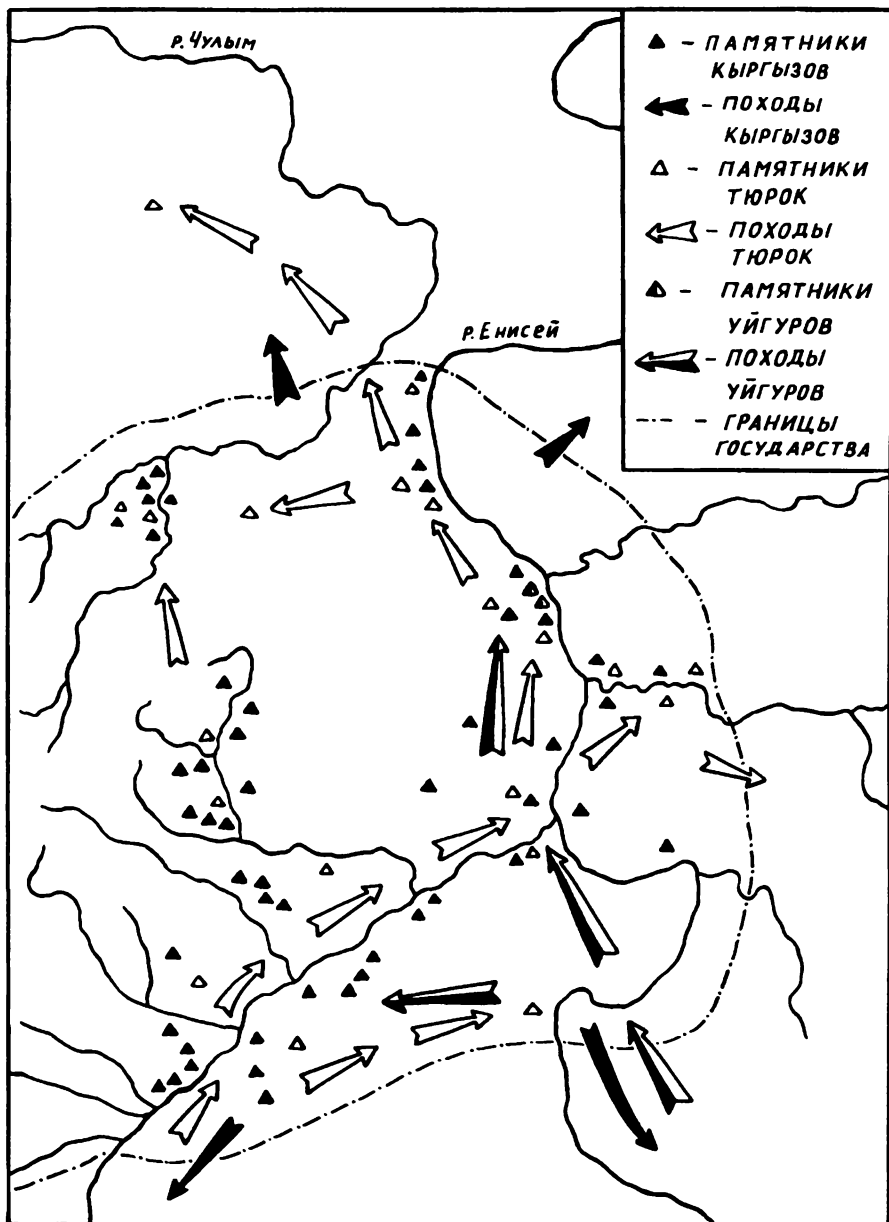 р. Чулым
р. Енисей
– ПАМЯТНИКИ
КЫРГЫЗОВ
– ПОХОДЫ
КЫРГЫЗОВ
– ПАМЯТНИКИ
ТЮРОК
– ПОХОДЫ
ТЮРОК
– ПАМЯТНИКИ
УЙГУРОВ
– ПОХОДЫ
УЙГУРОВ
– ГРАНИЦЫ
ГОСУДАРСТВА